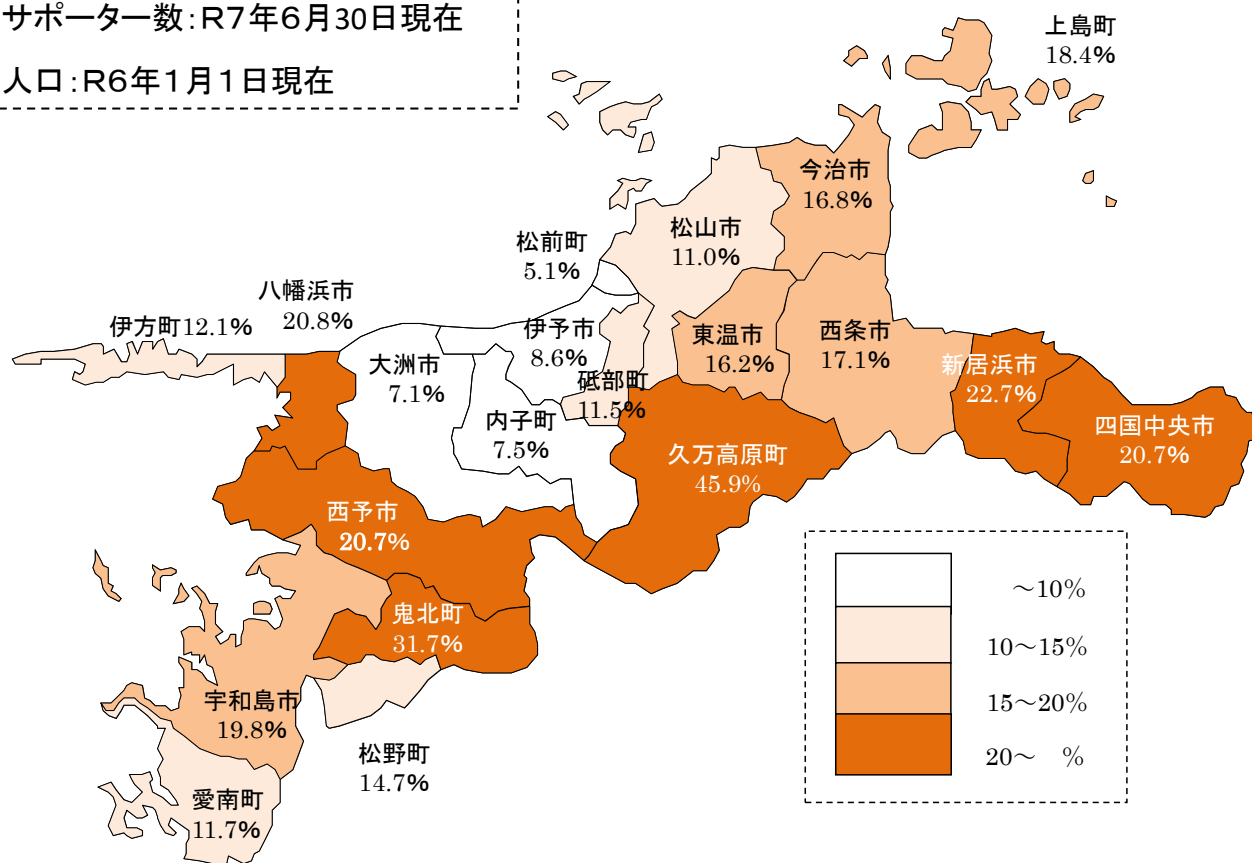 サポーター数:R7年6月30日現在
人口:R6年1月1日現在
上島町
18.4%
今治市
16.8%
松山市
11.0%
松前町
5.1%
八幡浜市
20.8%
伊方町12.1%
伊予市
8.6%
東温市
16.2%
西条市
17.1%
大洲市
7.1%
新居浜市
22.7%
砥部町
11.5%
内子町
7.5%
四国中央市
20.7%
久万高原町
45.9%
西予市
20.7%
鬼北町
31.7%
宇和島市
19.8%
松野町
14.7%
愛南町
11.7%
~10%
10~15%
15~20%
20~ %